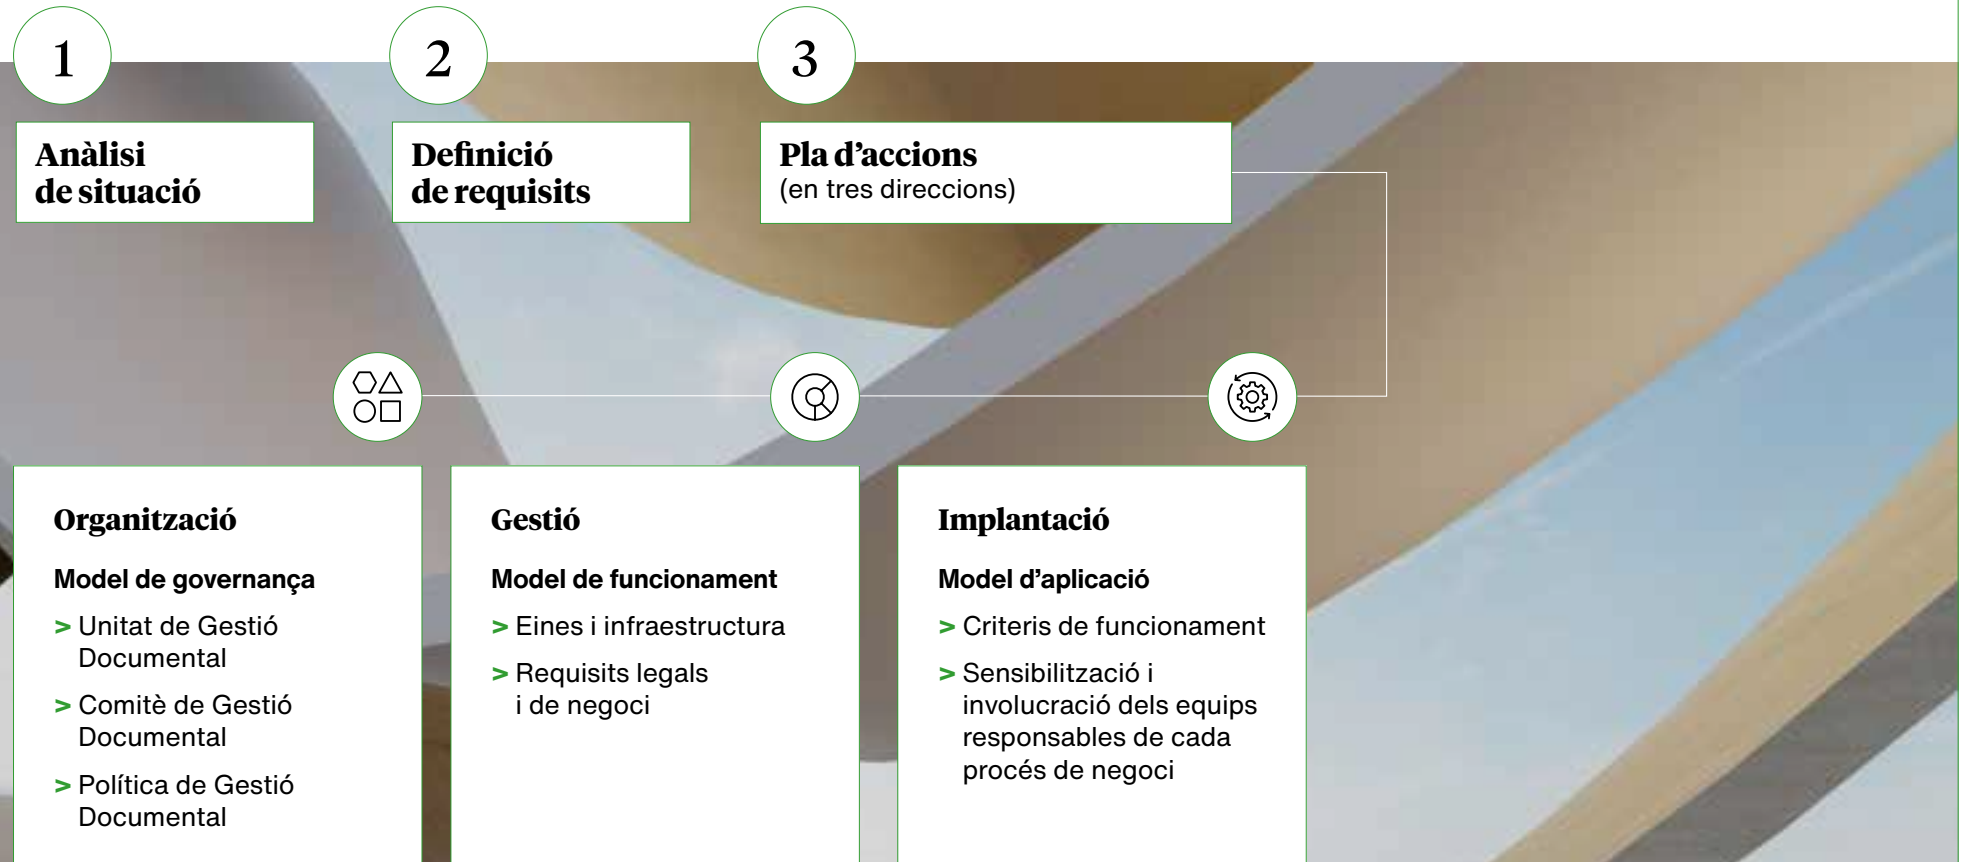 1
Anàlisi
de situació
2
Definició
de requisits
3
Pla d’accions
(en tres direccions)
Organització
Model de governança
> Unitat de Gestió
Documental
> Comitè de Gestió
Documental
> Política de Gestió
Documental
Gestió
Model de funcionament
> Eines i infraestructura
> Requisits legals
i de negoci
Implantació
Model d’aplicació
> Criteris de funcionament
> Sensibilització i
involucració dels equips
responsables de cada
procés de negoci